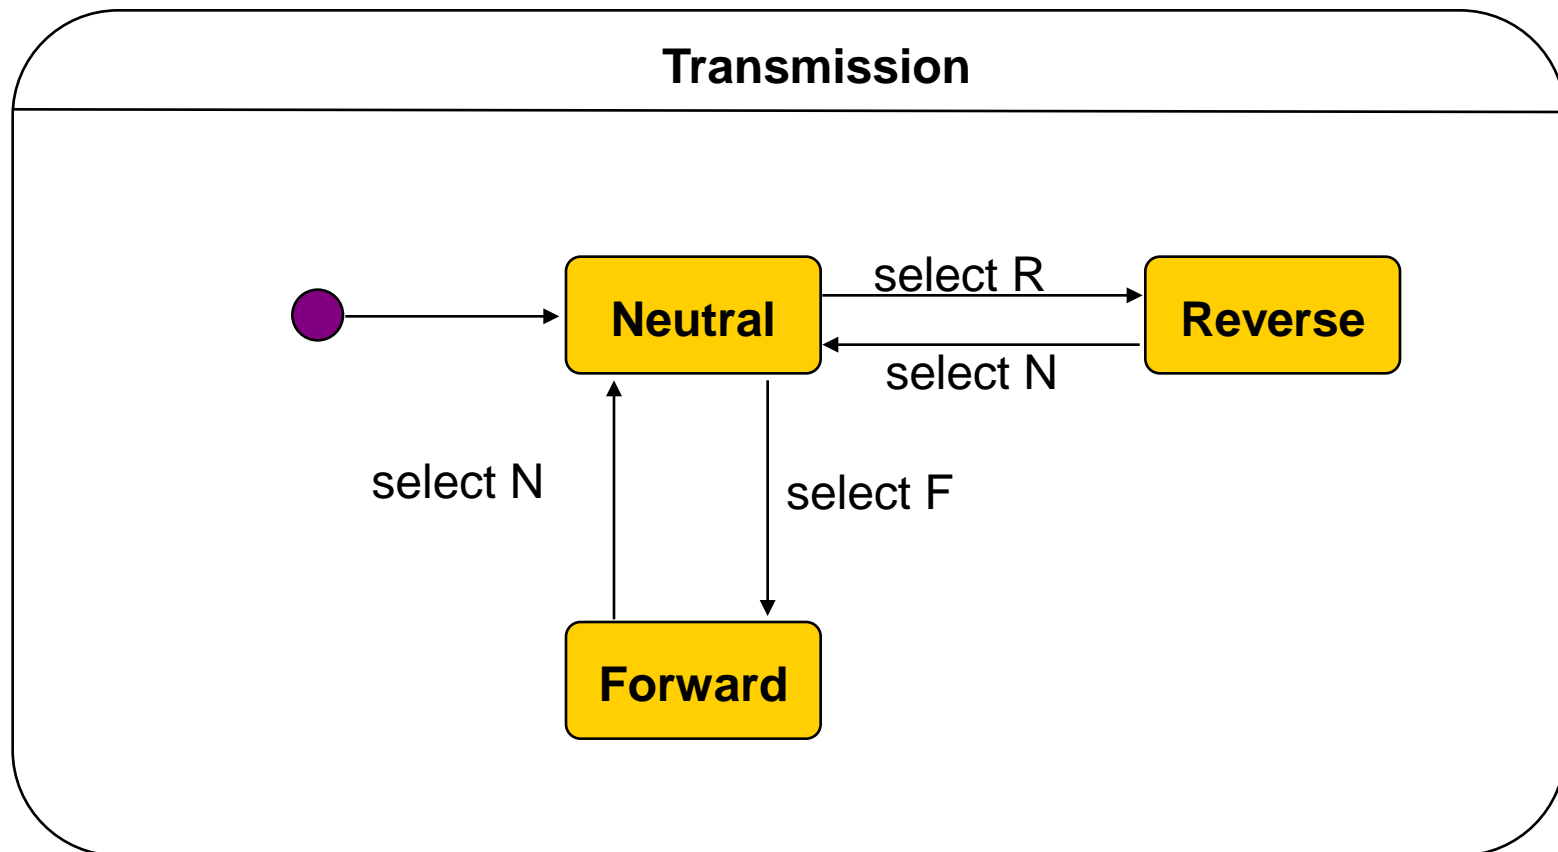 Transmission
select R
Neutral
Reverse
select N
select N
select F
Forward